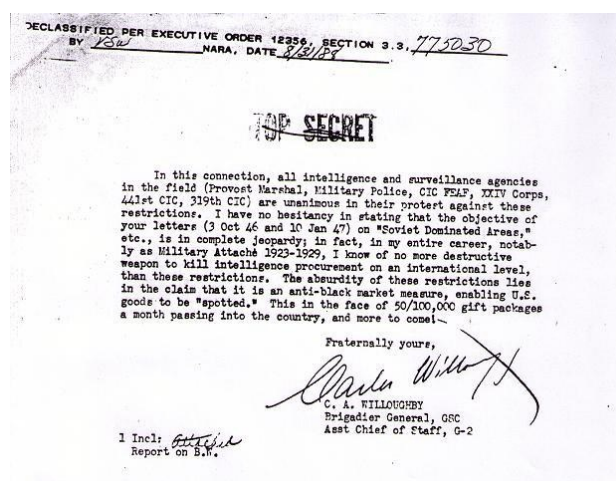 DECLASSIFIED PER EXECUTIVE ORDER 12356, SECTION 3.3, 775030
BY VSW NARA, DATE 8/31/88
TOP SECRET
In this connection, all intelligence and surveillance agencies
in the field (Provost Marshal, Military Police, CIC FEAF, XXIV Corps,
441st CIC, 319th CIC) are unanimous in their protest against these
restrictions. I have no hesitancy in stating that the objective of
your letters (3 Oct 46 and 10 Jan 47) on "Soviet Dominated Areas,"
etc., is in complete jeopardy; in fact, in my entire career, notab-
ly as Military Attaché 1923-1929, I know of no more destructive
weapon to kill intelligence procurement on an international level,
than these restrictions. The absurdity of these restrictions lies
in the claim that it is an anti-black market measure, enabling U.S.
goods to be "spotted." This in the face of 50/100,000 gift packages
a month passing into the country, and more to come!
Fraternally yours,
Charles Willoughby
C. A. WILLOUGHBY
Brigadier General, GSC
Asst Chief of Staff, G-2
1 Incl: attached
Report on B.W.